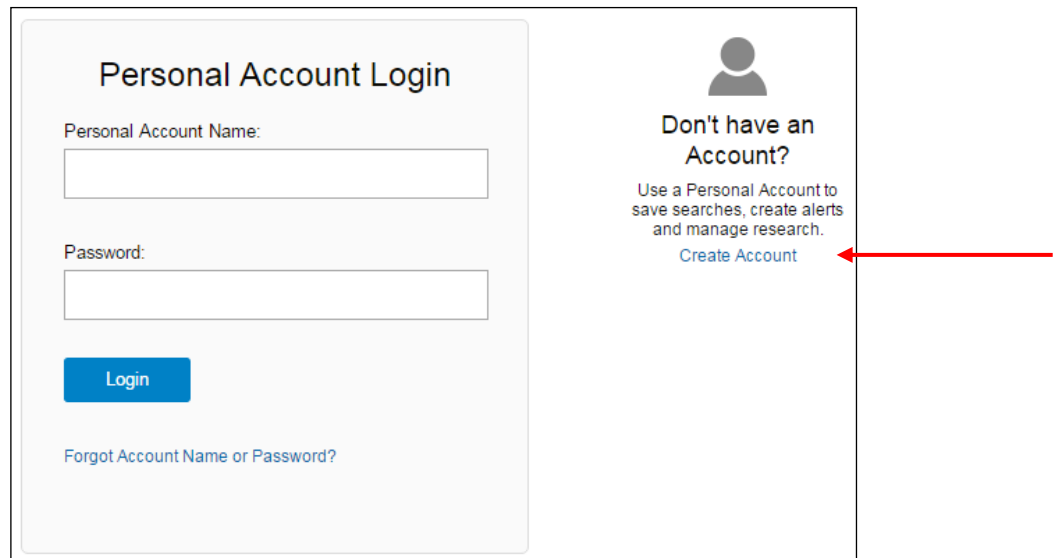 Personal Account Login
Personal Account Name:
Password:
Login
Forgot Account Name or Password?
Don't have an
Account?
Use a Personal Account to
save searches, create alerts
and manage research.
Create Account